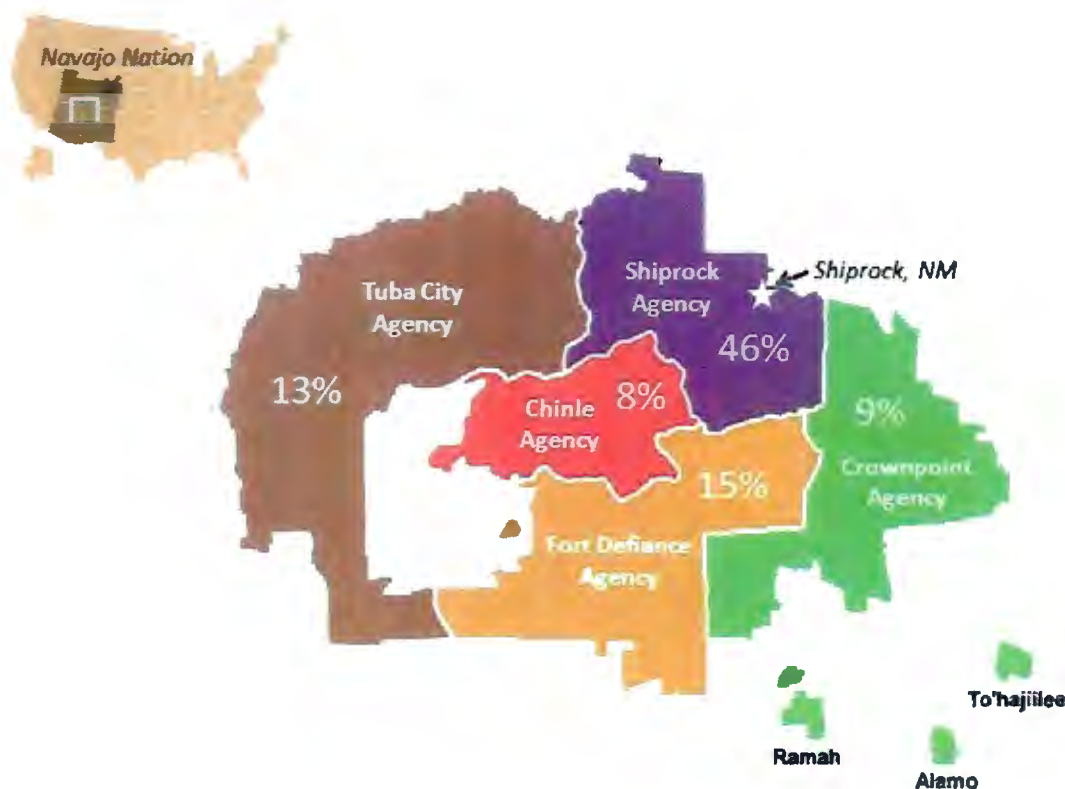 Navajo Nation
Shiprock, NM
Shiprock
Agency
46%
Tuba City
Agency
13%
Chinle
Agency
8%
9%
Crownpoint
Agency
15%
Fort Defiance
Agency
To'hajiilee
Ramah
Alamo